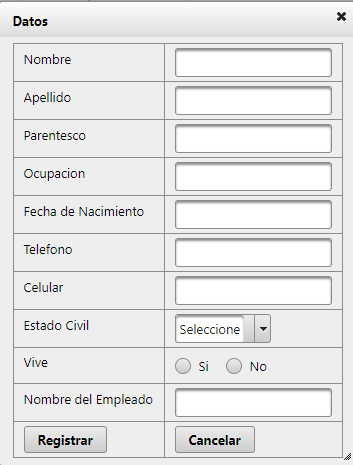 Datos
Nombre
Apellido
Parentesco
Ocupacion
Fecha de Nacimiento
Telefono
Celular
Estado Civil Seleccione
Vive Si No
Nombre del Empleado
Registrar Cancelar